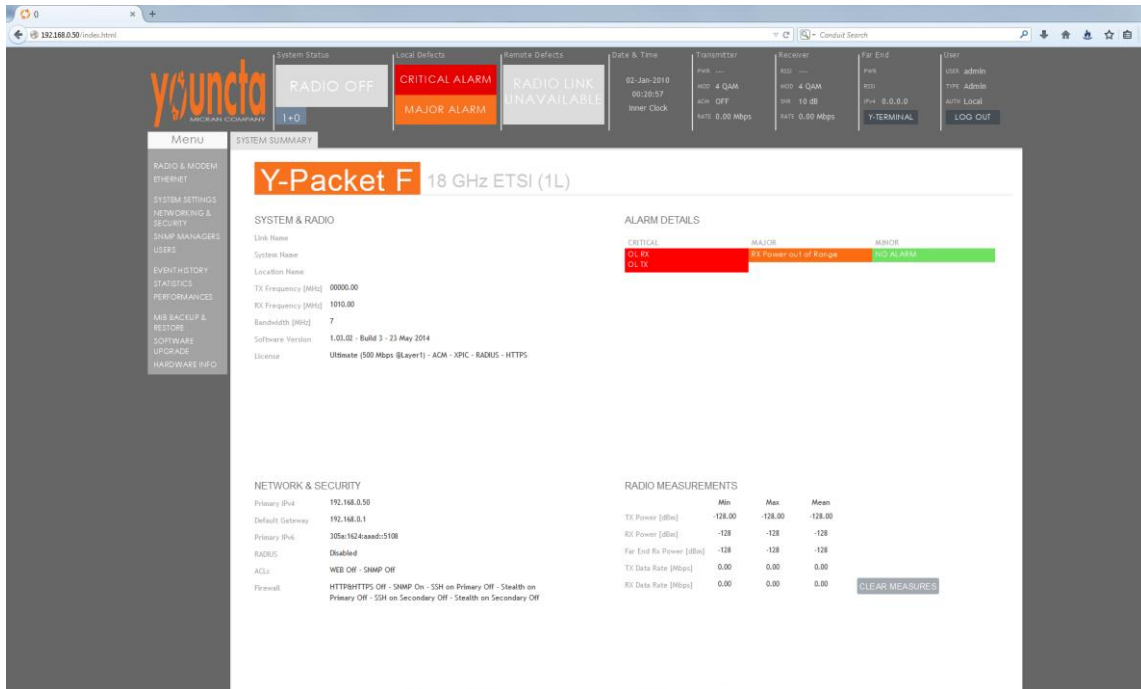 0
192.168.0.50/index.html
Conduit Search
youncta
MICRAN COMPANY
System Status
RADIO OFF
1+0
Local Defects
CRITICAL ALARM
MAJOR ALARM
Remote Defects
RADIO LINK
UNAVAILABLE
Date & Time
02-Jan-2010
00:20:57
Inner Clock
Transmitter
PWR ---
MOD 4 QAM
ACM OFF
RATE 0.00 Mbps
Receiver
RSSI ---
MOD 4 QAM
SNR 10 dB
RATE 0.00 Mbps
Far End
PWR
RSSI
IPv4 0.0.0.0
Y-TERMINAL
User
USER admin
TYPE Admin
AUTH Local
LOG OUT
Menu
RADIO & MODEM
ETHERNET
SYSTEM SETTINGS
NETWORKING &
SECURITY
SNMP MANAGERS
USERS
EVENT HISTORY
STATISTICS
PERFORMANCES
MIB BACKUP &
RESTORE
SOFTWARE
UPGRADE
HARDWARE INFO
SYSTEM SUMMARY
Y-Packet F 18 GHz ETSI (1L)
SYSTEM & RADIO
Link Name
System Name
Location Name
TX Frequency [MHz] 00000.00
RX Frequency [MHz] 1010.00
Bandwidth [MHz] 7
Software Version 1.03.02 - Build 3 - 23 May 2014
License Ultimate (500 Mbps @Layer1) - ACM - XPIC - RADIUS - HTTPS
ALARM DETAILS
CRITICAL MAJOR MINOR
OL RX RX Power out of Range NO ALARM
OL TX
NETWORK & SECURITY
Primary IPv4 192.168.0.50
Default Gateway 192.168.0.1
Primary IPv6 305a:1624:aaad::5108
RADIUS Disabled
ACLs WEB Off - SNMP Off
Firewall HTTP&HTTPS Off - SNMP On - SSH on Primary Off - Stealth on
Primary Off - SSH on Secondary Off - Stealth on Secondary Off
RADIO MEASUREMENTS
Min Max Mean
TX Power [dBm] -128.00 -128.00 -128.00
RX Power [dBm] -128 -128 -128
Far End Rx Power [dBm] -128 -128 -128
TX Data Rate [Mbps] 0.00 0.00 0.00
RX Data Rate [Mbps] 0.00 0.00 0.00
CLEAR MEASURES